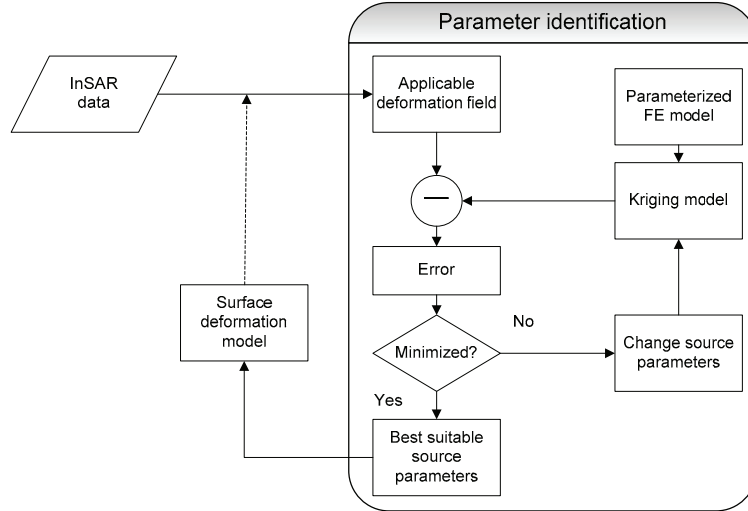 Parameter identification
InSAR
data
Applicable
deformation field
Parameterized
FE model
Kriging model
Error
Surface
deformation
model
No
Minimized?
Change source
parameters
Yes
Best suitable
source
parameters